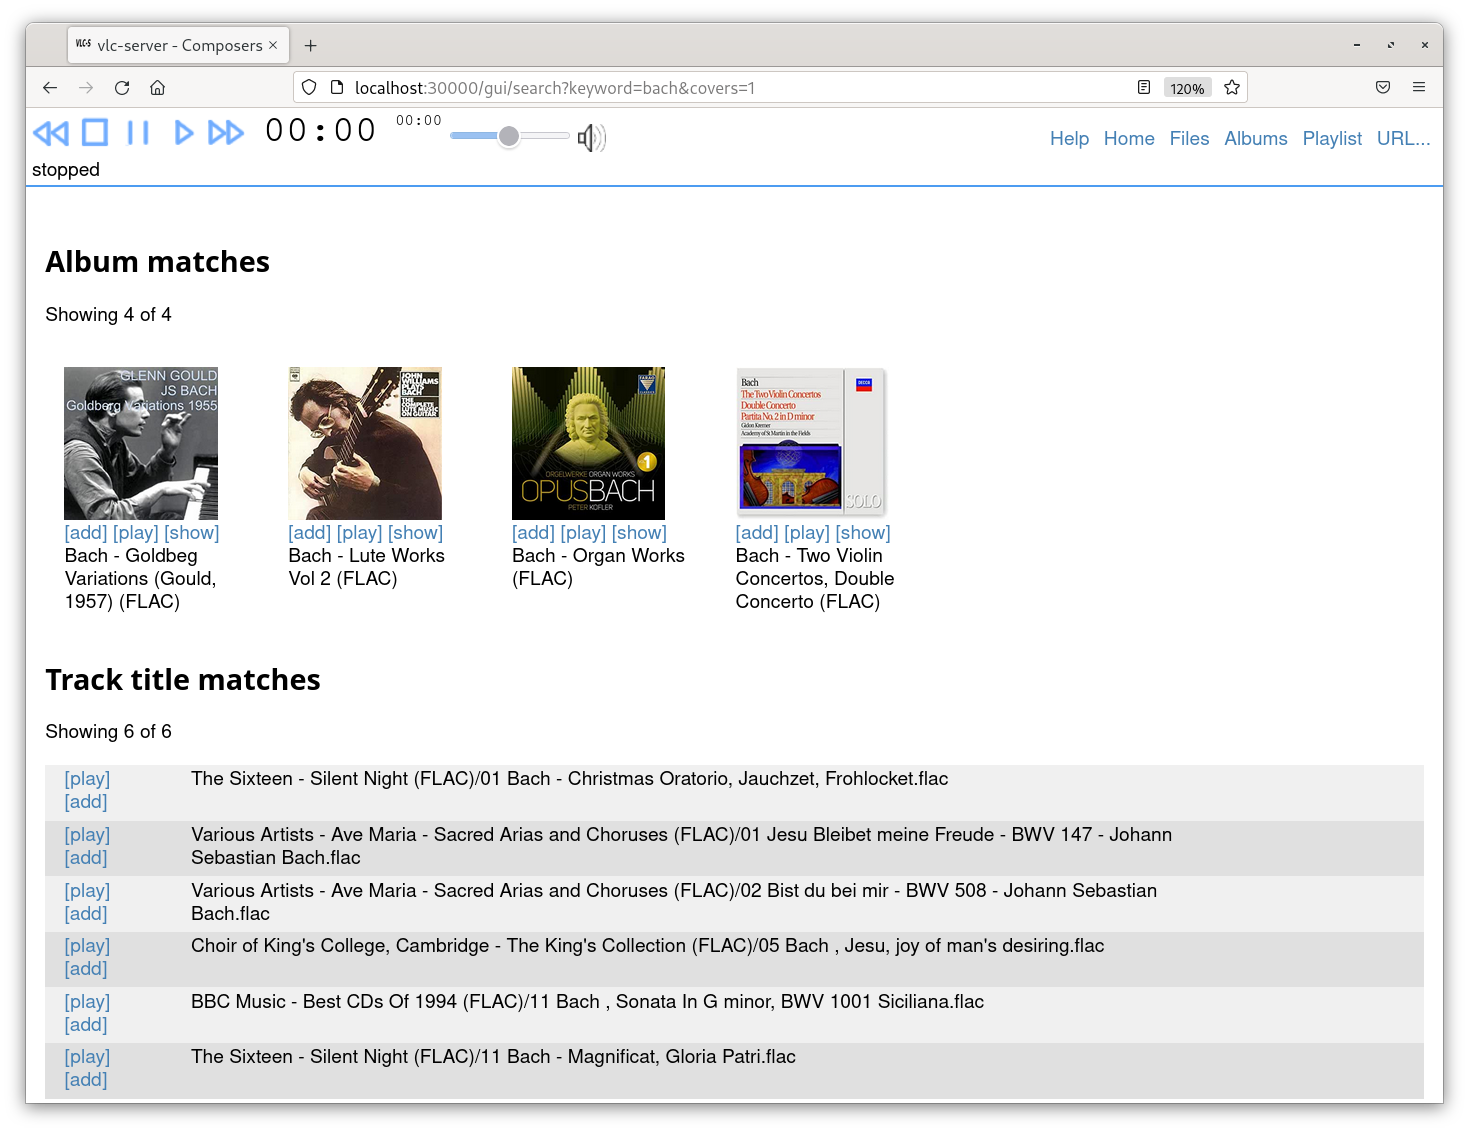 VLC-S vlc-server - Composers ×
localhost:30000/gui/search?keyword=bach&covers=1
120%
00:00 00:00
Help Home Files Albums Playlist URL...
stopped
Album matches
Showing 4 of 4
GLENN GOULD
JS BACH
Goldberg Variations 1955
JOHN
WILLIAMS
PLAYS
BACH
THE
COMPLETE
LUTE MUSIC
ON GUITAR
FARAO
1
ORGELWERKE ORGAN WORKS
OPUSBACH
PETER KOFLER
Bach
DECCA
The Two Violin Concertos
Double Concerto
Partita No. 2 in D minor
Gidon Kremer
Academy of St Martin in the Fields
SOLO
[add] [play] [show]
Bach - Goldbeg
Variations (Gould,
1957) (FLAC)
[add] [play] [show]
Bach - Lute Works
Vol 2 (FLAC)
[add] [play] [show]
Bach - Organ Works
(FLAC)
[add] [play] [show]
Bach - Two Violin
Concertos, Double
Concerto (FLAC)
Track title matches
Showing 6 of 6
[play] The Sixteen - Silent Night (FLAC)/01 Bach - Christmas Oratorio, Jauchzet, Frohlocket.flac
[add]
[play] Various Artists - Ave Maria - Sacred Arias and Choruses (FLAC)/01 Jesu Bleibet meine Freude - BWV 147 - Johann
[add] Sebastian Bach.flac
[play] Various Artists - Ave Maria - Sacred Arias and Choruses (FLAC)/02 Bist du bei mir - BWV 508 - Johann Sebastian
[add] Bach.flac
[play] Choir of King's College, Cambridge - The King's Collection (FLAC)/05 Bach , Jesu, joy of man's desiring.flac
[add]
[play] BBC Music - Best CDs Of 1994 (FLAC)/11 Bach , Sonata In G minor, BWV 1001 Siciliana.flac
[add]
[play] The Sixteen - Silent Night (FLAC)/11 Bach - Magnificat, Gloria Patri.flac
[add]